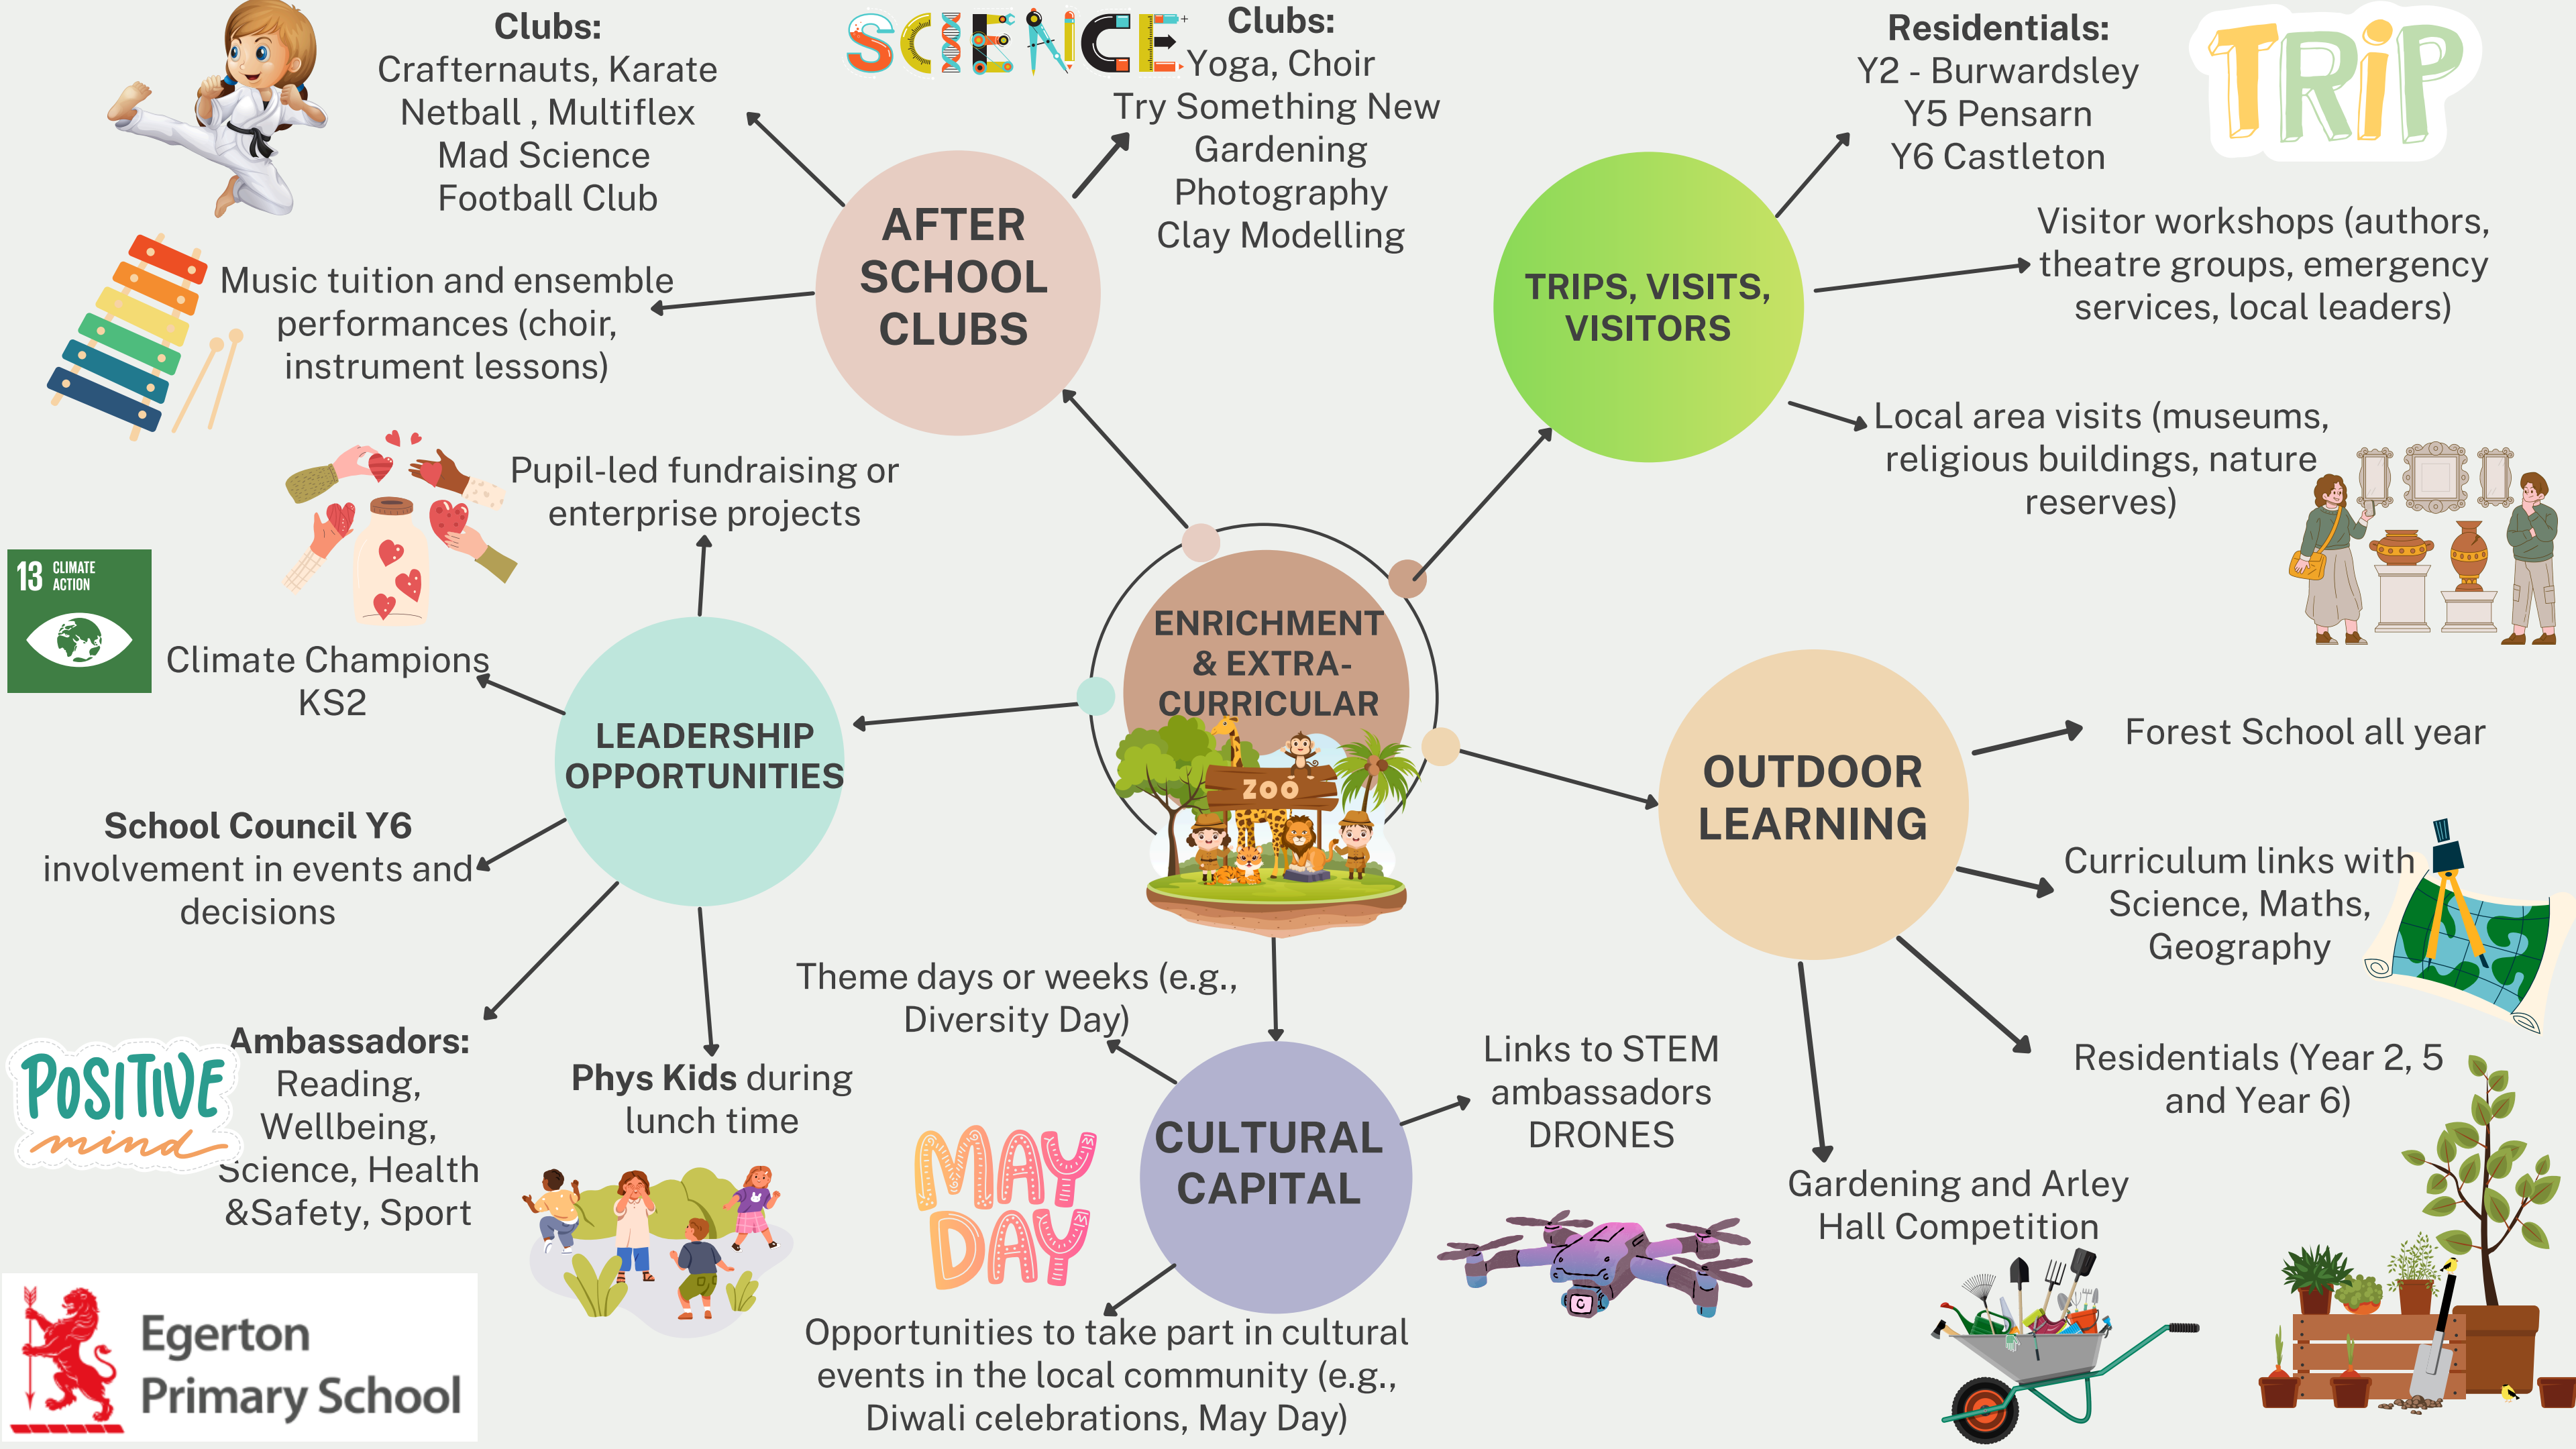 Clubs:
Crafternauts, Karate
Netball , Multiflex
Mad Science
Football Club
SCIENCE
Clubs:
Yoga, Choir
Try Something New
Gardening
Photography
Clay Modelling
Residentials:
Y2 - Burwardsley
Y5 Pensarn
Y6 Castleton
TRiP
AFTER
SCHOOL
CLUBS
TRIPS, VISITS,
VISITORS
Visitor workshops (authors,
theatre groups, emergency
services, local leaders)
Music tuition and ensemble
performances (choir,
instrument lessons)
Local area visits (museums,
religious buildings, nature
reserves)
Pupil-led fundraising or
enterprise projects
13 CLIMATE
ACTION
Climate Champions
KS2
ENRICHMENT
& EXTRA-
CURRICULAR
ZOO
LEADERSHIP
OPPORTUNITIES
OUTDOOR
LEARNING
Forest School all year
School Council Y6
involvement in events and
decisions
Curriculum links with
Science, Maths,
Geography
Theme days or weeks (e.g.,
Diversity Day)
Ambassadors:
Reading,
Wellbeing,
Science, Health
&Safety, Sport
POSITIVE
mind
Phys Kids during
lunch time
MAY
DAY
CULTURAL
CAPITAL
Links to STEM
ambassadors
DRONES
Residentials (Year 2, 5
and Year 6)
Gardening and Arley
Hall Competition
Opportunities to take part in cultural
events in the local community (e.g.,
Diwali celebrations, May Day)
Egerton
Primary School